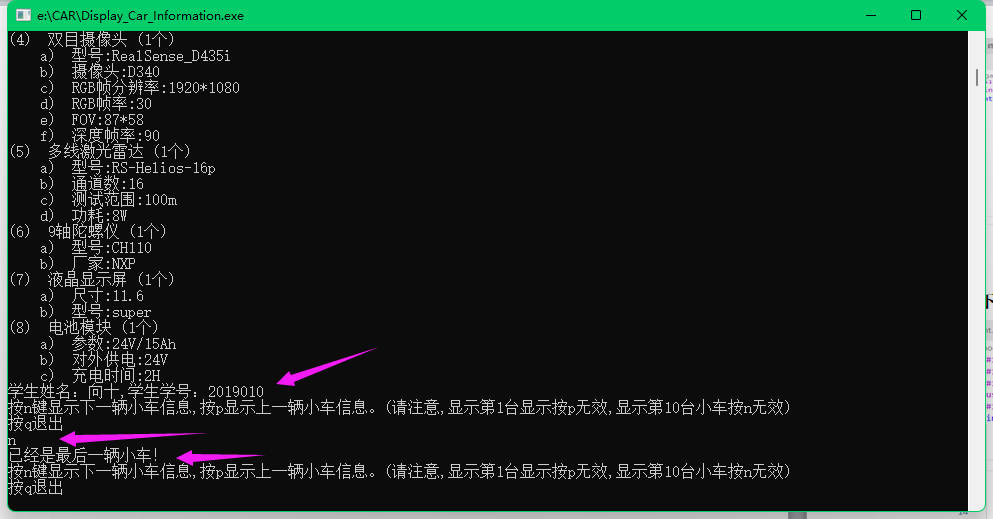 e:\CAR\Display_Car_Information.exe
(4) 双目摄像头 (1个)
a) 型号:RealSense_D435i
b) 摄像头:D340
c) RGB帧分辨率:1920*1080
d) RGB帧率:30
e) FOV:87*58
f) 深度帧率:90
(5) 多线激光雷达 (1个)
a) 型号:RS-Helios-16p
b) 通道数:16
c) 测试范围:100m
d) 功耗:8W
(6) 9轴陀螺仪 (1个)
a) 型号:CH110
b) 厂家:NXP
(7) 液晶显示屏 (1个)
a) 尺寸:11.6
b) 型号:super
(8) 电池模块 (1个)
a) 参数:24V/15Ah
b) 对外供电:24V
c) 充电时间:2H
学生姓名: 向十,学生学号: 2019010
按n键显示下一辆小车信息,按p显示上一辆小车信息。(请注意,显示第1台显示按p无效,显示第10台小车按n无效)
按q退出
n
已经是最后一辆小车!
按n键显示下一辆小车信息,按p显示上一辆小车信息。(请注意,显示第1台显示按p无效,显示第10台小车按n无效)
按q退出